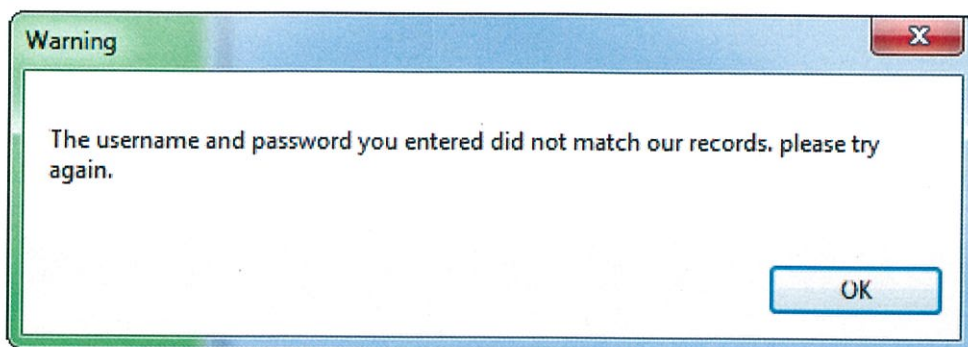 Warning
The username and password you entered did not match our records. please try
again.
OK